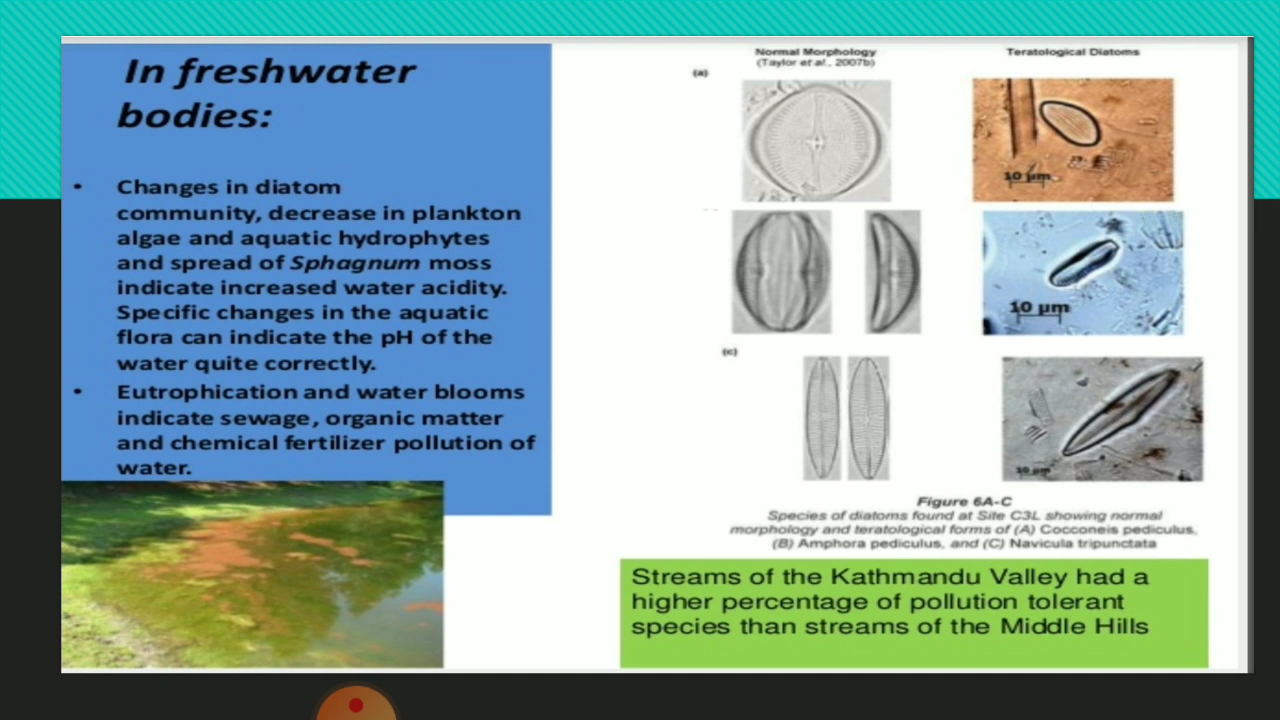 In freshwater
bodies:
• Changes in diatom
community, decrease in plankton
algae and aquatic hydrophytes
and spread of Sphagnum moss
indicate increased water acidity.
Specific changes in the aquatic
flora can indicate the pH of the
water quite correctly.
• Eutrophication and water blooms
indicate sewage, organic matter
and chemical fertilizer pollution of
water.
Normal Morphology
(Taylor et al., 2007b)
Teratological Diatoms
(a)
10 µm
10 µm
(c)
10 µm
Figure 6A-C
Species of diatoms found at Site C3L showing normal
morphology and teratological forms of (A) Cocconeis pediculus,
(B) Amphora pediculus, and (C) Navicula tripunctata
Streams of the Kathmandu Valley had a
higher percentage of pollution tolerant
species than streams of the Middle Hills